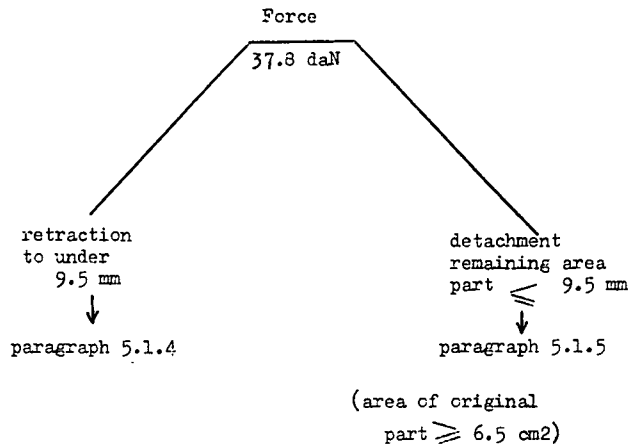 Force
37.8 daN
retraction
to under
9.5 mm
paragraph 5.1.4
detachment
remaining area
part ⩽ 9.5 mm
paragraph 5.1.5
(area of original
part ⩾ 6.5 cm2)